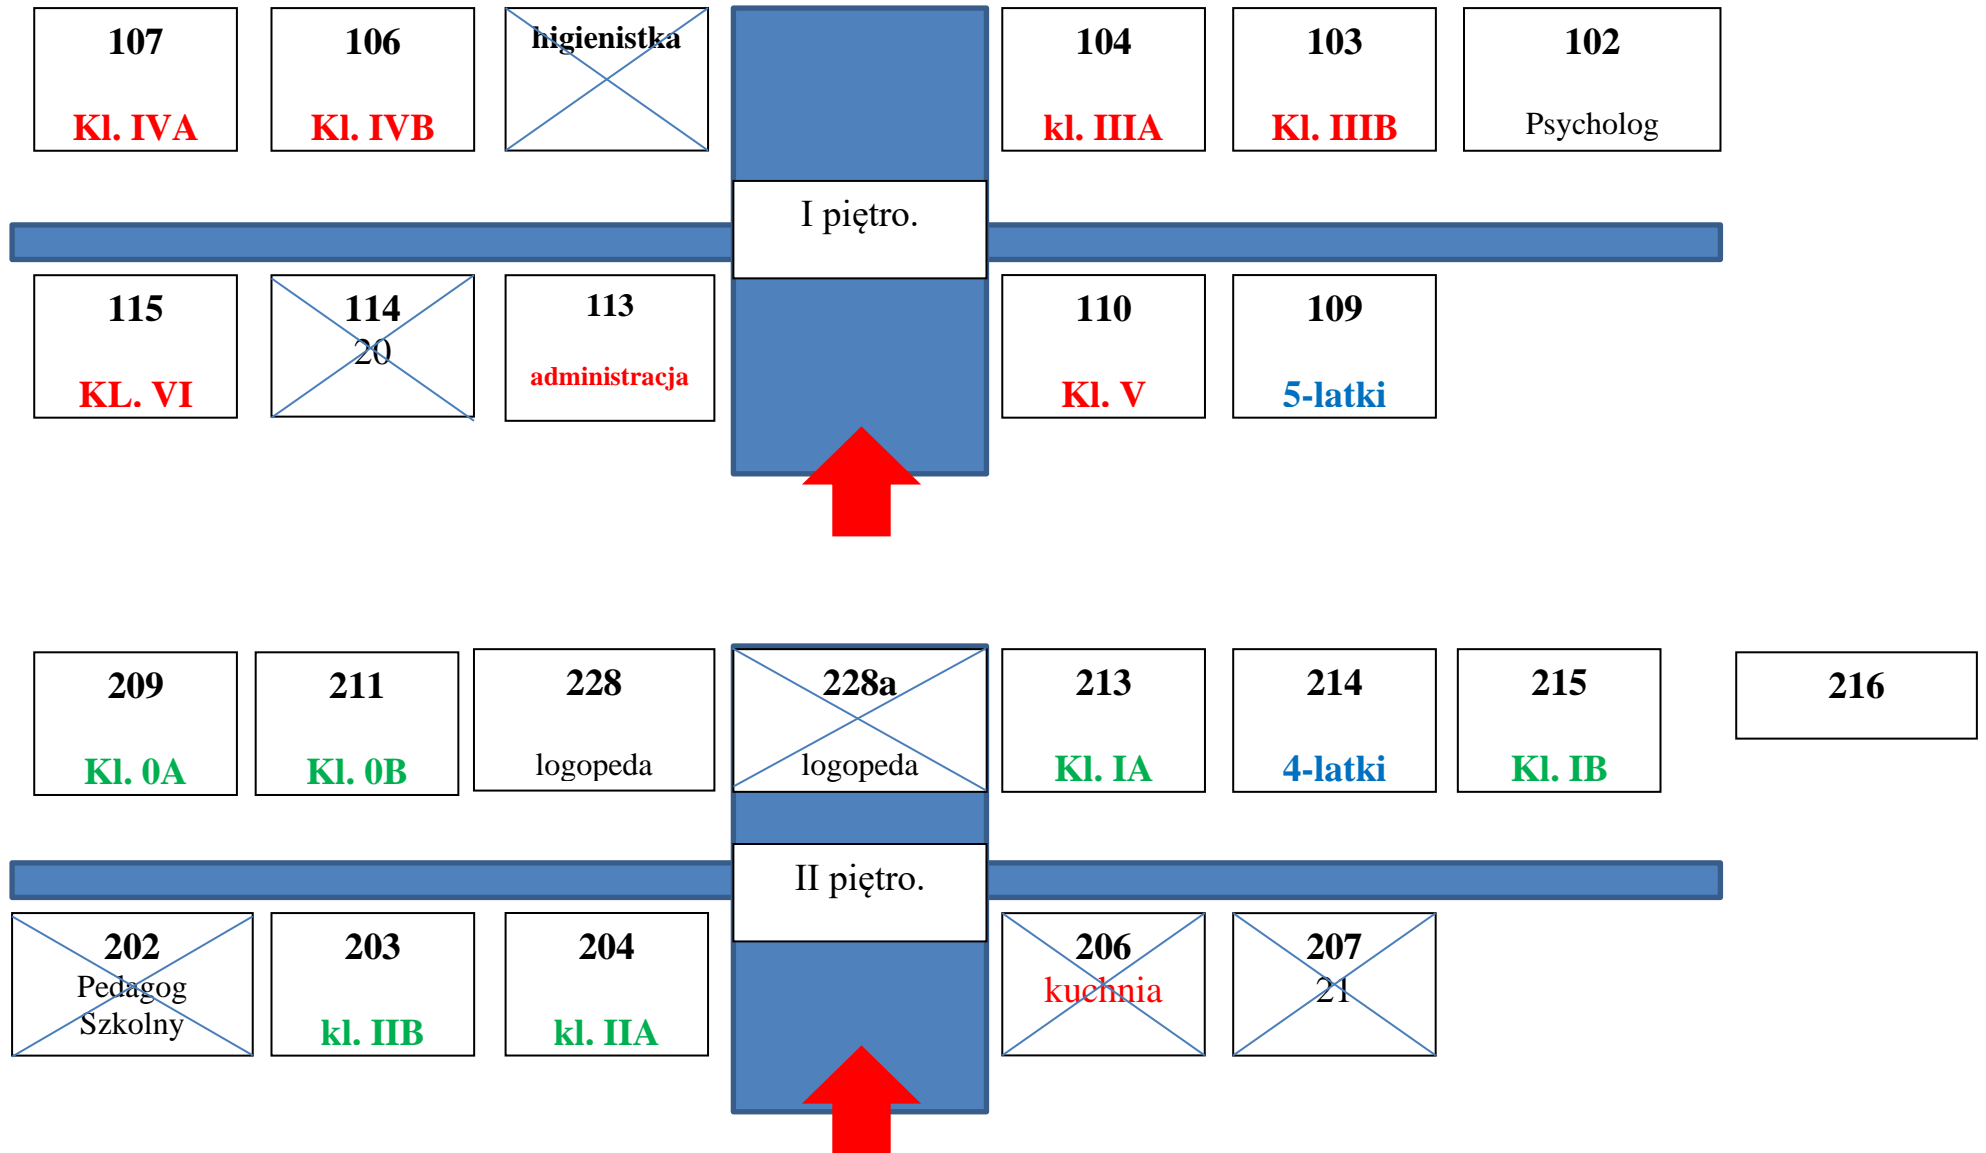 107
Kl. IVA
106
Kl. IVB
higienistka
104
kl. IIIA
103
Kl. IIIB
102
Psycholog
I piętro.
115
KL. VI
114
20
113
administracja
110
Kl. V
109
5-latki
209
Kl. 0A
211
Kl. 0B
228
logopeda
228a
logopeda
213
Kl. IA
214
4-latki
215
Kl. IB
216
II piętro.
202
Pedagog
Szkolny
203
kl. IIB
204
kl. IIA
206
kuchnia
207
21